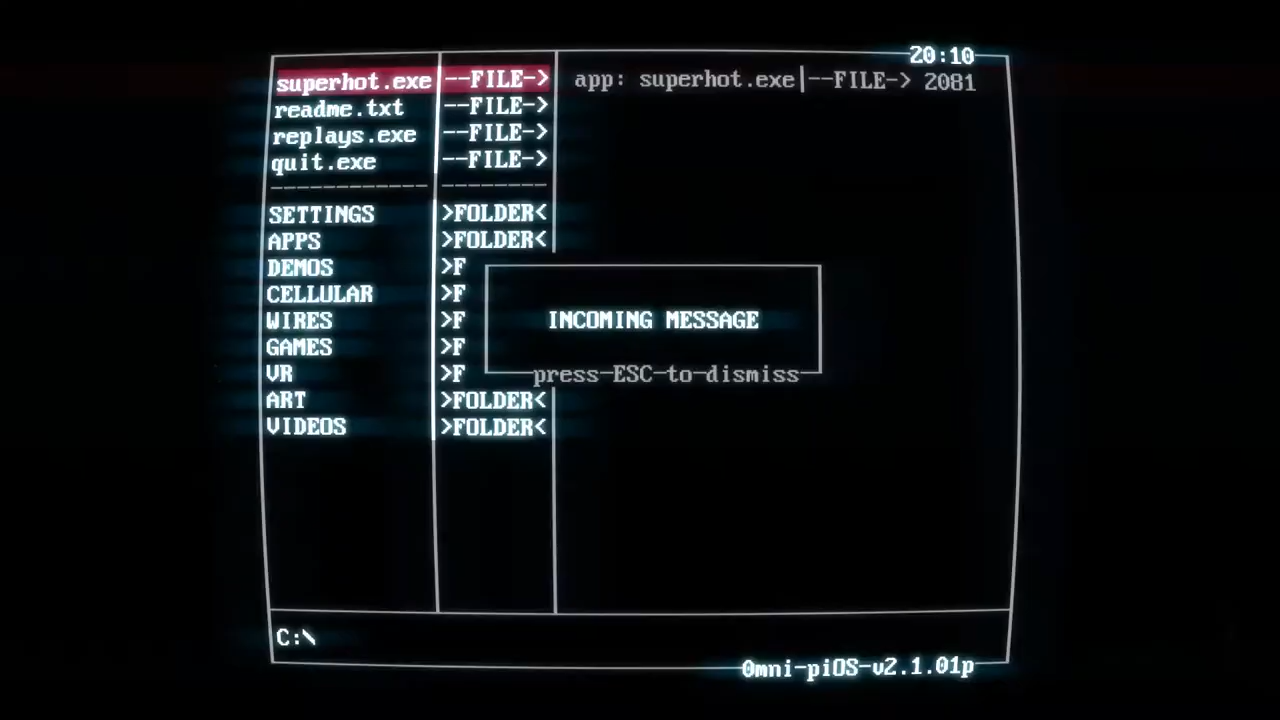 20:10
superhot.exe --FILE-> app: superhot.exe|--FILE-> 2081
readme.txt --FILE->
replays.exe --FILE->
quit.exe --FILE->
------------ --------
SETTINGS >FOLDER<
APPS >FOLDER<
DEMOS >F
CELLULAR >F
WIRES >F
GAMES >F
VR >F
ART >FOLDER<
VIDEOS >FOLDER<
INCOMING MESSAGE
press-ESC-to-dismiss
C:\
0mni-piOS-v2.1.01p